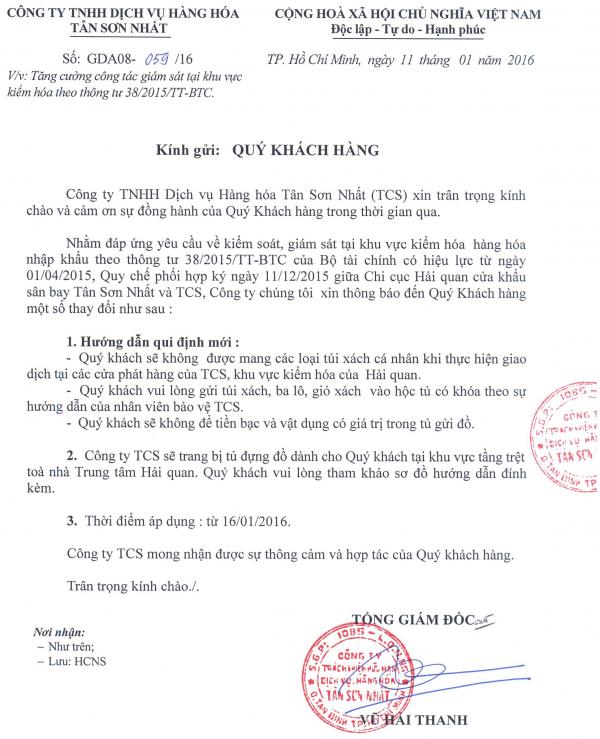 CÔNG TY TNHH DỊCH VỤ HÀNG HÓA
TÂN SƠN NHẤT
CỘNG HOÀ XÃ HỘI CHỦ NGHĨA VIỆT NAM
Độc lập - Tự do - Hạnh phúc
Số: GDA08- 059 /16
TP. Hồ Chí Minh, ngày 11 tháng 01 năm 2016
V/v: Tăng cường công tác giám sát tại khu vực
kiểm hóa theo thông tư 38/2015/TT-BTC.
Kính gửi: QUÝ KHÁCH HÀNG
Công ty TNHH Dịch vụ Hàng hóa Tân Sơn Nhất (TCS) xin trân trọng kính
chào và cảm ơn sự đồng hành của Quý Khách hàng trong thời gian qua.
Nhằm đáp ứng yêu cầu về kiểm soát, giám sát tại khu vực kiểm hóa hàng hóa
nhập khẩu theo thông tư 38/2015/TT-BTC của Bộ tài chính có hiệu lực từ ngày
01/04/2015, Quy chế phối hợp ký ngày 11/12/2015 giữa Chi cục Hải quan cửa khẩu
sân bay Tân Sơn Nhất và TCS, Công ty chúng tôi xin thông báo đến Quý Khách hàng
một số thay đổi như sau :
1. Hướng dẫn qui định mới :
- Quý khách sẽ không được mang các loại túi xách cá nhân khi thực hiện giao
dịch tại các cửa phát hàng của TCS, khu vực kiểm hóa của Hải quan.
- Quý khách vui lòng gửi túi xách, ba lô, giỏ xách vào hộc tủ có khóa theo sự
hướng dẫn của nhân viên bảo vệ TCS.
- Quý khách sẽ không để tiền bạc và vật dụng có giá trị trong tủ gửi đồ.
2. Công ty TCS sẽ trang bị tủ đựng đồ dành cho Quý khách tại khu vực tầng trệt
toà nhà Trung tâm Hải quan. Quý khách vui lòng tham khảo sơ đồ hướng dẫn đính
kèm.
3. Thời điểm áp dụng : từ 16/01/2016.
Công ty TCS mong nhận được sự thông cảm và hợp tác của Quý khách hàng.
Trân trọng kính chào./.
TỔNG GIÁM ĐỐC
Nơi nhận:
– Như trên;
– Lưu: HCNS
S.G.P: 1085 - L.D.N.N
CÔNG TY
TRÁCH NHIỆM HỮU HẠN
DỊCH VỤ HÀNG HÓA
TÂN SƠN NHẤT
Q.TÂN BÌNH TP.HỒ CHÍ MINH
VŨ HẢI THANH